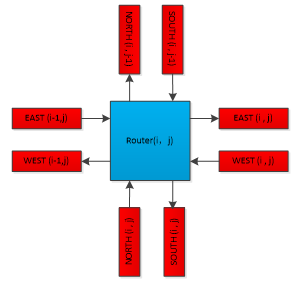 NORTH (i , j-1)
SOUTH (i , j-1)
EAST (i-1,j)
EAST (i , j)
Router(i, j)
WEST (i-1,j)
WEST (i , j)
NORTH (i , j)
SOUTH (i , j)